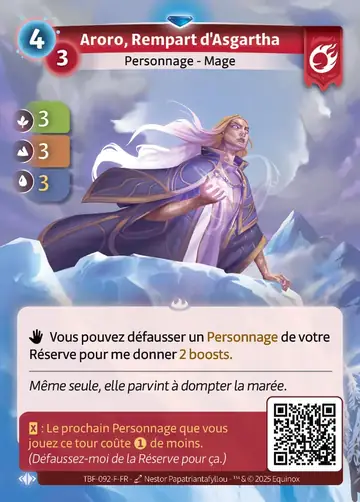 4
Aroro, Rempart d'Asgartha
3
Personnage - Mage
3
3
3
Vous pouvez défausser un Personnage de votre
Réserve pour me donner 2 boosts.
Même seule, elle parvint à dompter la marée.
X : Le prochain Personnage que vous
jouez ce tour coûte 1 de moins.
(Défaussez-moi de la Réserve pour ça.)
TBF-092-F-FR - Nestor Papatriantafyllou - ™ & © 2025 Equinox